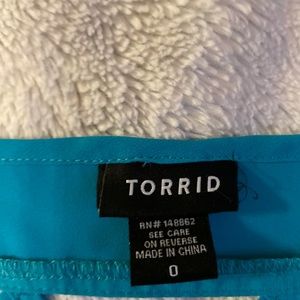 TORRID
RN# 148862
SEE CARE
ON REVERSE
MADE IN CHINA
0